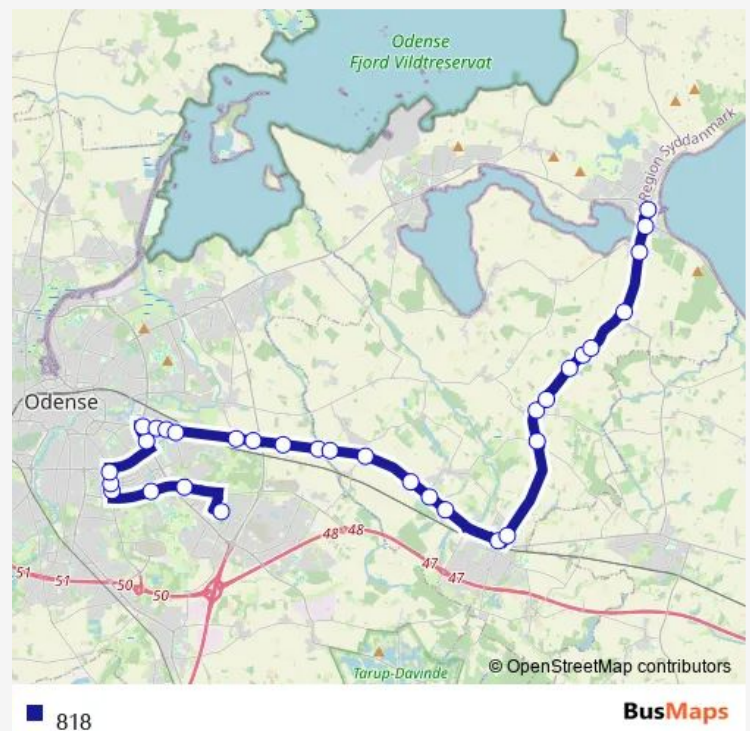 Odense
Fjord Vildtreservat
Region Syddanmark
Odense
48
48
47
47
51
51
50
50
Tarup-Davinde
© OpenStreetMap contributors
818
BusMaps